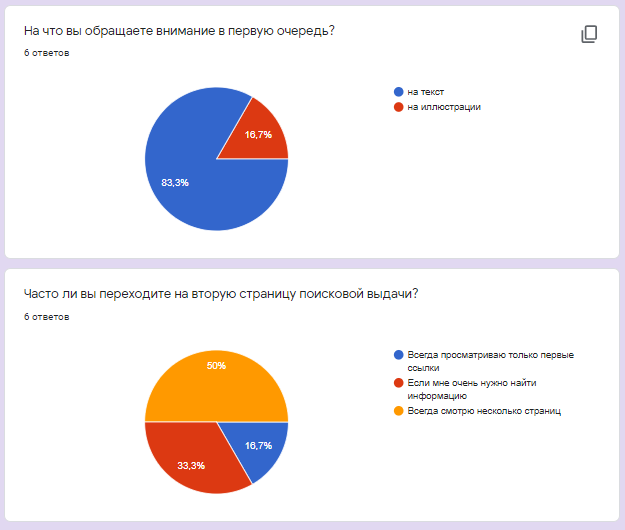 На что вы обращаете внимание в первую очередь?
6 ответов
на текст
на иллюстрации
16,7%
83,3%
Часто ли вы переходите на вторую страницу поисковой выдачи?
6 ответов
Всегда просматриваю только первые
ссылки
Если мне очень нужно найти
информацию
Всегда смотрю несколько страниц
50%
16,7%
33,3%